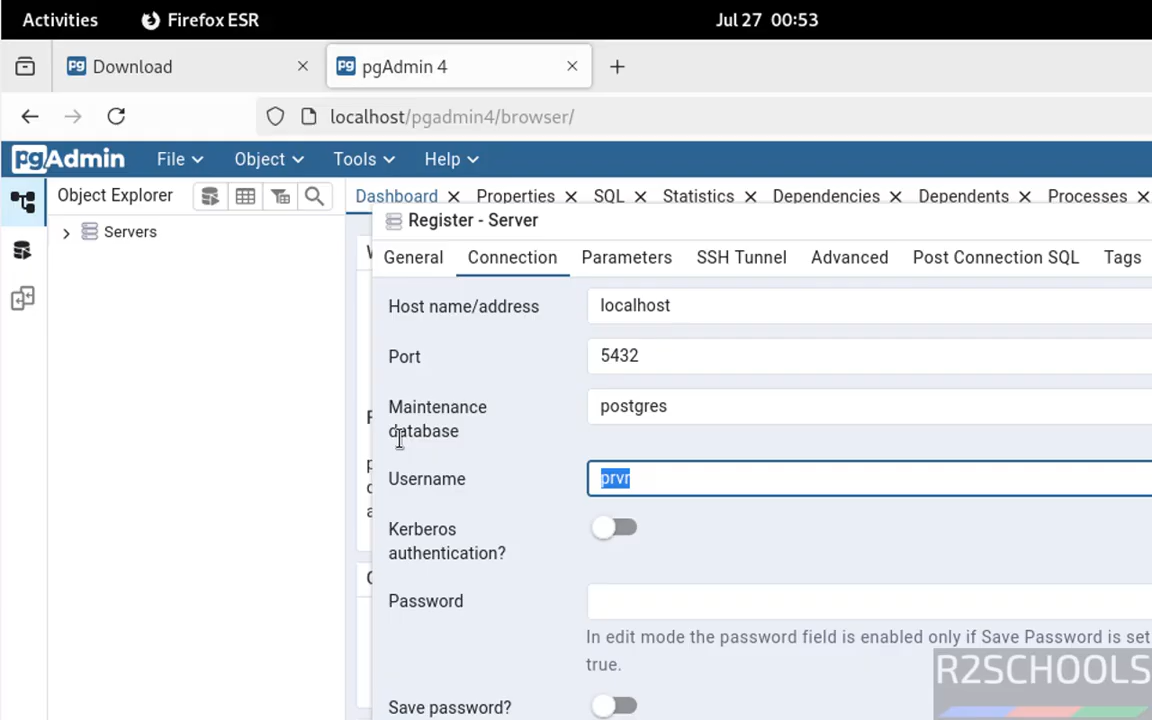 Activities Firefox ESR Jul 27 00:53
Download pgAdmin 4
localhost/pgadmin4/browser/
pgAdmin File Object Tools Help
Object Explorer Dashboard Properties SQL Statistics Dependencies Dependents Processes
Servers
Register - Server
General Connection Parameters SSH Tunnel Advanced Post Connection SQL Tags
Host name/address localhost
Port 5432
Maintenance postgres
database
Username prvr
Kerberos
authentication?
Password
In edit mode the password field is enabled only if Save Password is set
true.
R2SCHOOLS
Save password?